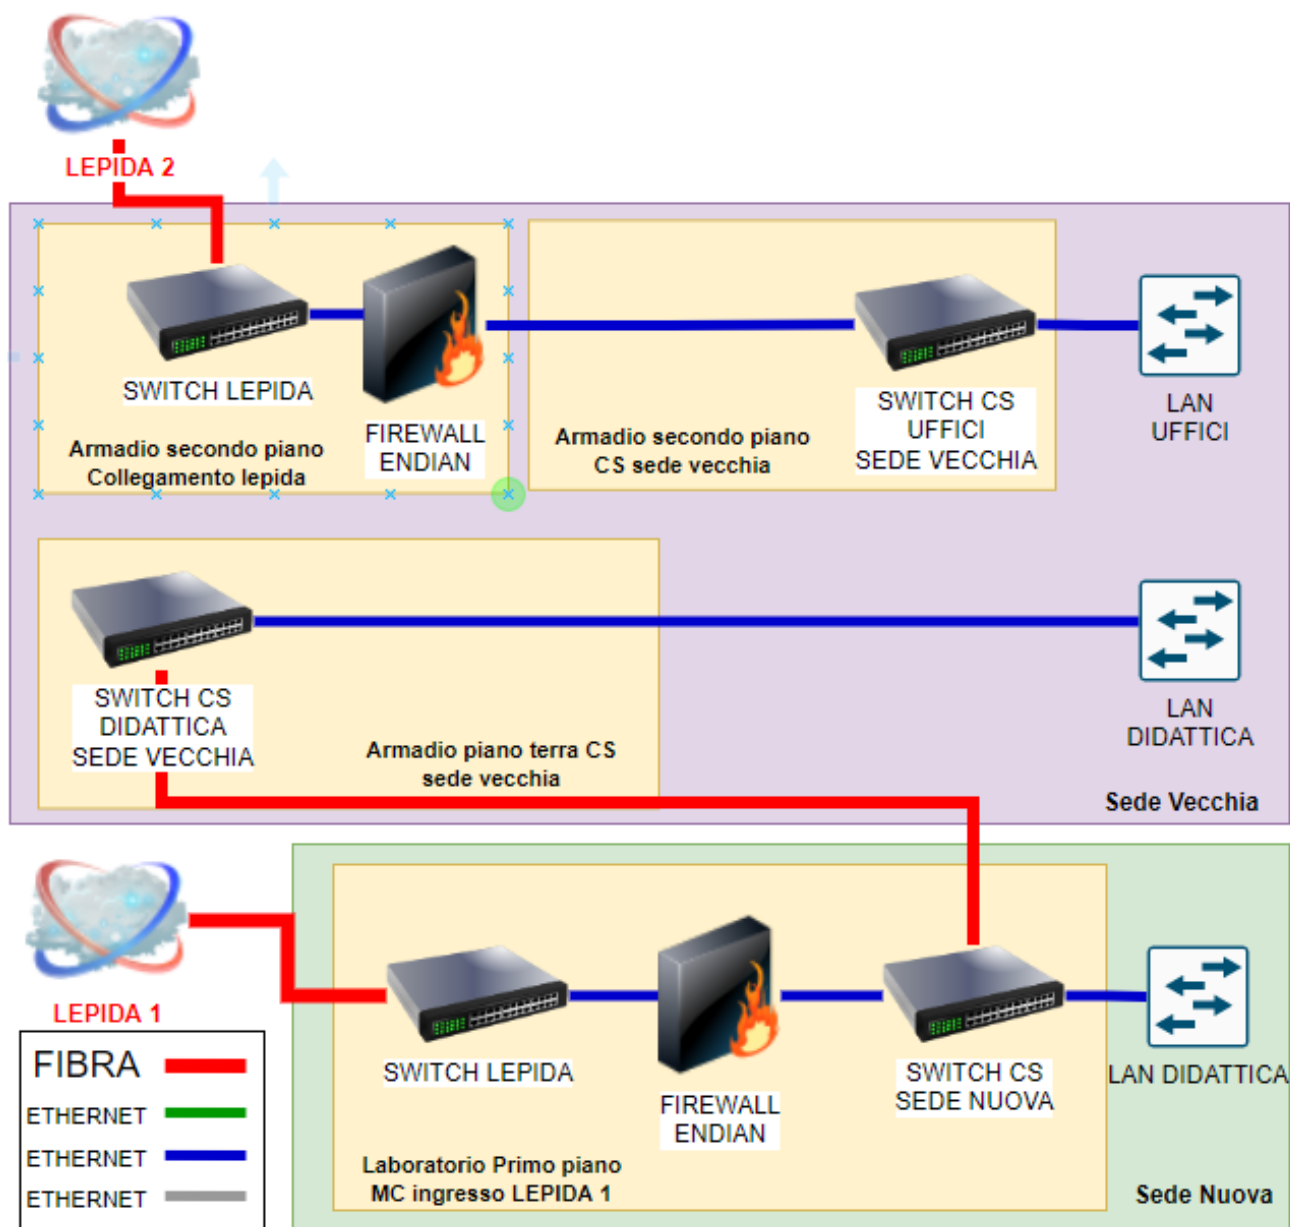 LEPIDA 2
SWITCH LEPIDA
FIREWALL
ENDIAN
Armadio secondo piano
Collegamento lepida
Armadio secondo piano
CS sede vecchia
SWITCH CS
UFFICI
SEDE VECCHIA
LAN
UFFICI
SWITCH CS
DIDATTICA
SEDE VECCHIA
Armadio piano terra CS
sede vecchia
LAN
DIDATTICA
Sede Vecchia
LEPIDA 1
SWITCH LEPIDA
FIREWALL
ENDIAN
SWITCH CS
SEDE NUOVA
LAN DIDATTICA
Laboratorio Primo piano
MC ingresso LEPIDA 1
Sede Nuova
FIBRA
ETHERNET
ETHERNET
ETHERNET